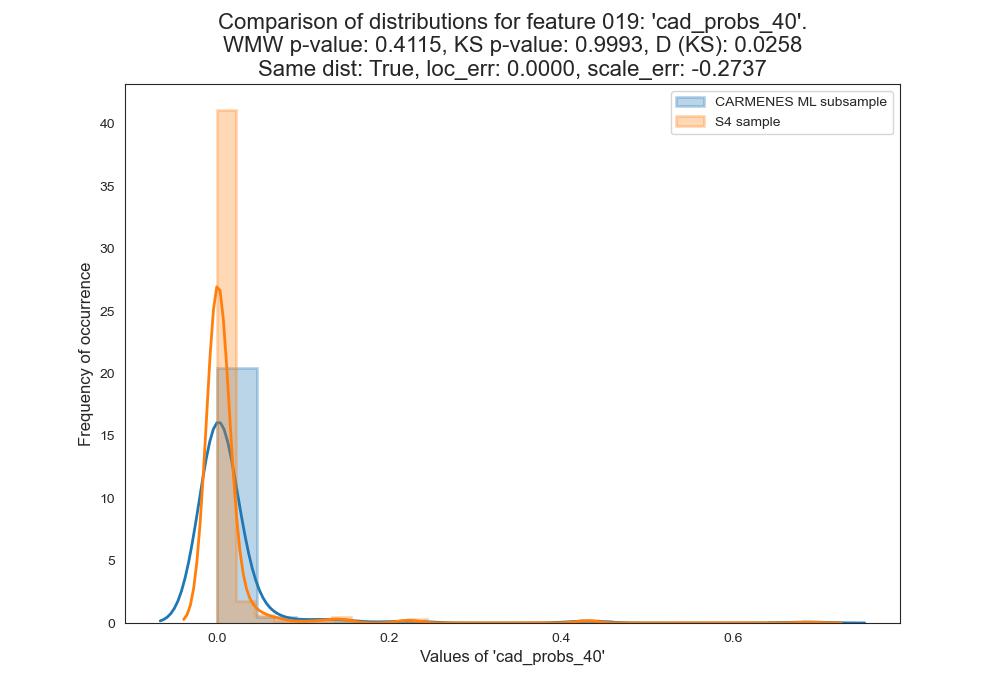 Comparison of distributions for feature 019: 'cad_probs_40'.
WMW p-value: 0.4115, KS p-value: 0.9993, D (KS): 0.0258
Same dist: True, loc_err: 0.0000, scale_err: -0.2737
CARMENES ML subsample
S4 sample
40
35
30
25
20
15
10
5
0
Frequency of occurrence
0.0
0.2
0.4
0.6
Values of 'cad_probs_40'